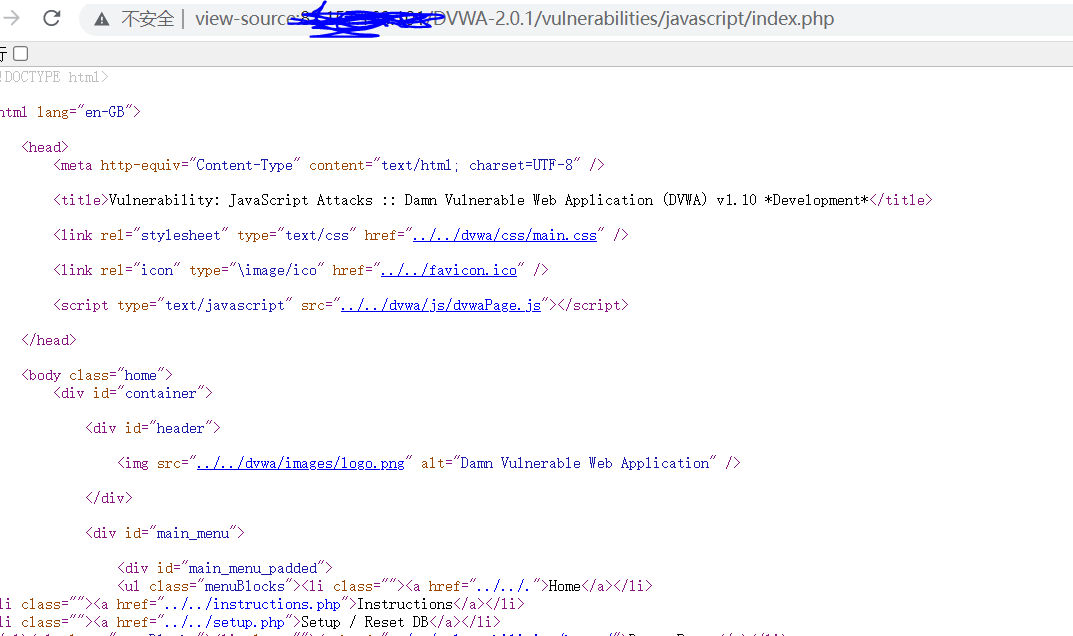 不安全 | view-source: /DVWA-2.0.1/vulnerabilities/javascript/index.php
行
!DOCTYPE html>
html lang="en-GB">
<head>
<meta http-equiv="Content-Type" content="text/html; charset=UTF-8" />
<title>Vulnerability: JavaScript Attacks :: Damn Vulnerable Web Application (DVWA) v1.10 *Development*</title>
<link rel="stylesheet" type="text/css" href="../../dvwa/css/main.css" />
<link rel="icon" type="\image/ico" href="../../favicon.ico" />
<script type="text/javascript" src="../../dvwa/js/dvwaPage.js"></script>
</head>
<body class="home">
<div id="container">
<div id="header">
<img src="../../dvwa/images/logo.png" alt="Damn Vulnerable Web Application" />
</div>
<div id="main_menu">
<div id="main_menu_padded">
<ul class="menuBlocks"><li class=""><a href="../../.">Home</a></li>
li class=""><a href="../../instructions.php">Instructions</a></li>
li class=""><a href="../../setup.php">Setup / Reset DB</a></li>